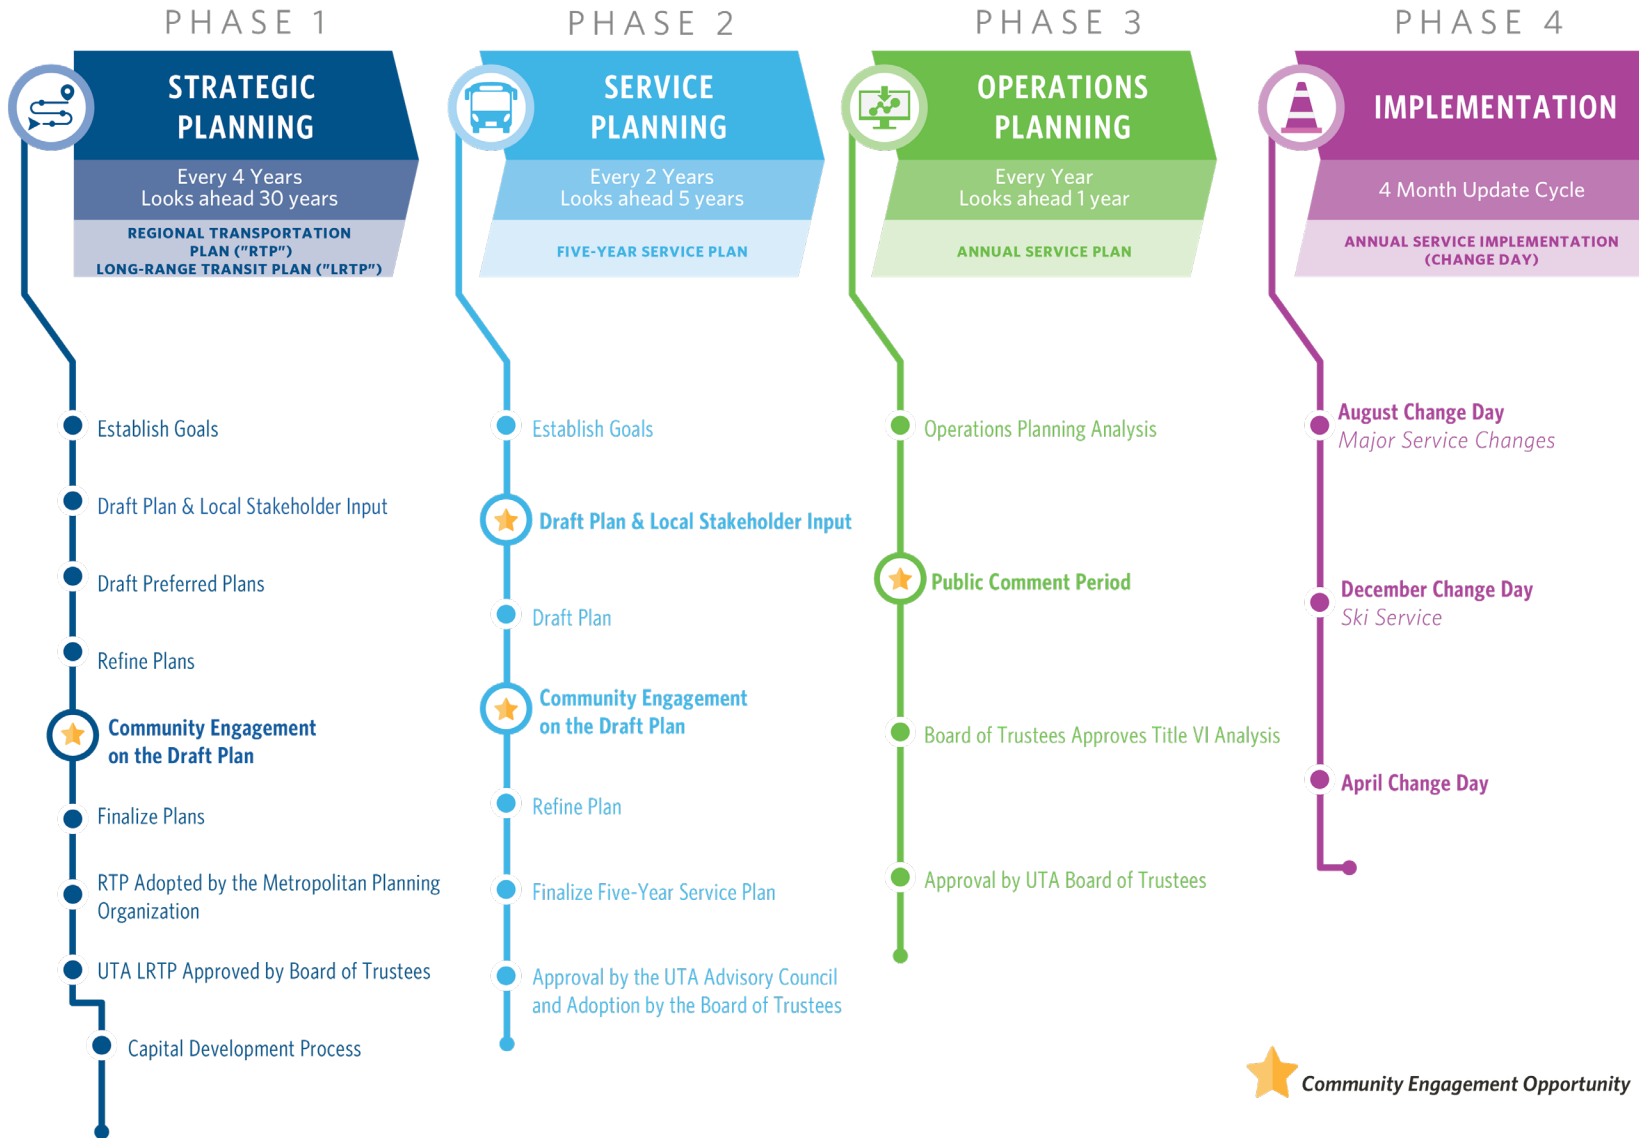 PHASE 1
STRATEGIC
PLANNING
Every 4 Years
Looks ahead 30 years
REGIONAL TRANSPORTATION
PLAN ("RTP")
LONG-RANGE TRANSIT PLAN ("LRTP")
Establish Goals
Draft Plan & Local Stakeholder Input
Draft Preferred Plans
Refine Plans
Community Engagement
on the Draft Plan
Finalize Plans
RTP Adopted by the Metropolitan Planning
Organization
UTA LRTP Approved by Board of Trustees
Capital Development Process
PHASE 2
SERVICE
PLANNING
Every 2 Years
Looks ahead 5 years
FIVE-YEAR SERVICE PLAN
Establish Goals
Draft Plan & Local Stakeholder Input
Draft Plan
Community Engagement
on the Draft Plan
Refine Plan
Finalize Five-Year Service Plan
Approval by the UTA Advisory Council
and Adoption by the Board of Trustees
PHASE 3
OPERATIONS
PLANNING
Every Year
Looks ahead 1 year
ANNUAL SERVICE PLAN
Operations Planning Analysis
Public Comment Period
Board of Trustees Approves Title VI Analysis
Approval by UTA Board of Trustees
PHASE 4
IMPLEMENTATION
4 Month Update Cycle
ANNUAL SERVICE IMPLEMENTATION
(CHANGE DAY)
August Change Day
Major Service Changes
December Change Day
Ski Service
April Change Day
Community Engagement Opportunity